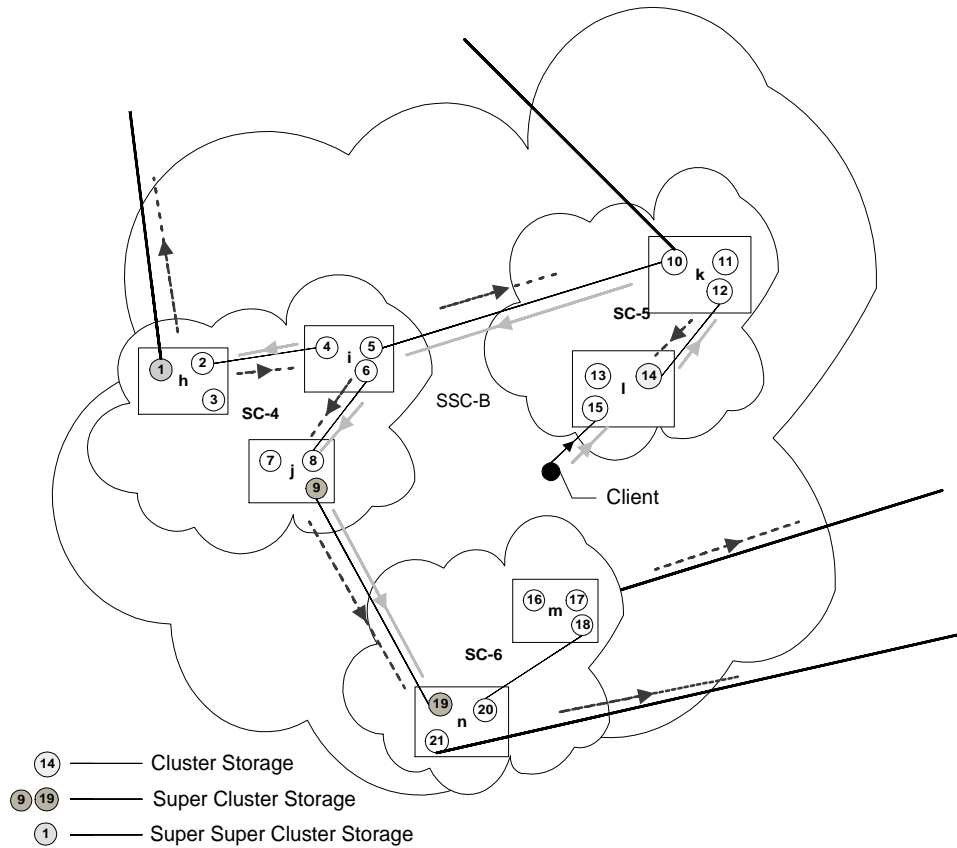 10
11
k
12
SC-5
4
5
i
6
1
2
h
3
SC-4
SSC-B
13
14
l
15
7
8
j
9
Client
16
17
m
18
SC-6
19
20
n
21
14 Cluster Storage
9 19 Super Cluster Storage
1 Super Super Cluster Storage